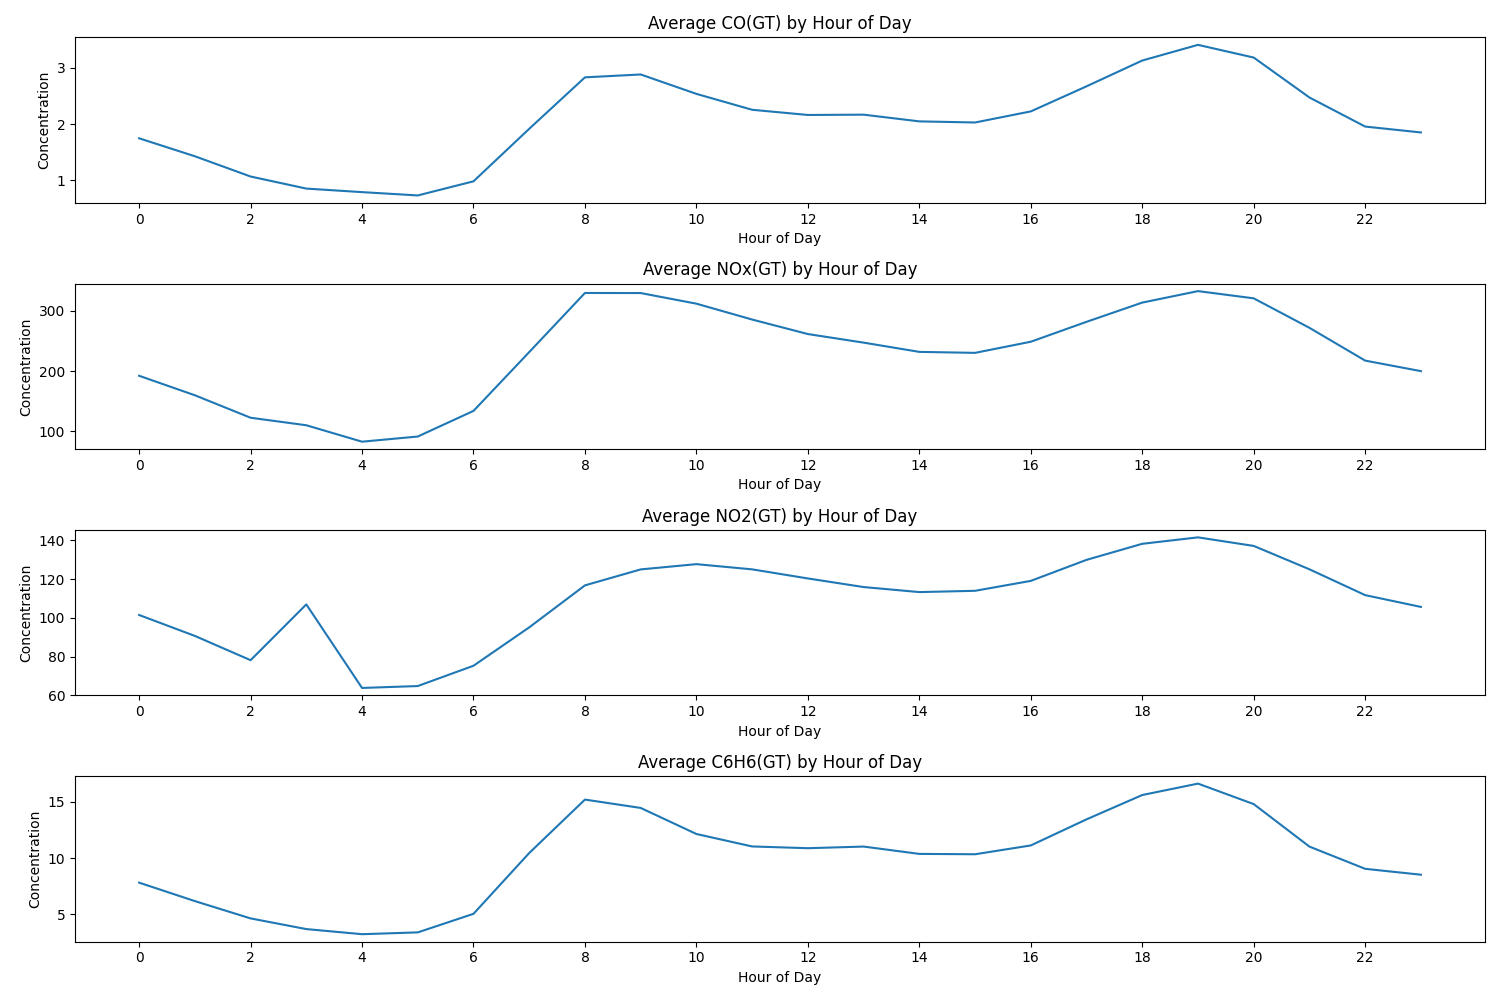 Average CO(GT) by Hour of Day
Concentration
3
2
1
0 2 4 6 8 10 12 14 16 18 20 22
Hour of Day
Average NOx(GT) by Hour of Day
Concentration
300
200
100
0 2 4 6 8 10 12 14 16 18 20 22
Hour of Day
Average NO2(GT) by Hour of Day
Concentration
140
120
100
80
60
0 2 4 6 8 10 12 14 16 18 20 22
Hour of Day
Average C6H6(GT) by Hour of Day
Concentration
15
10
5
0 2 4 6 8 10 12 14 16 18 20 22
Hour of Day